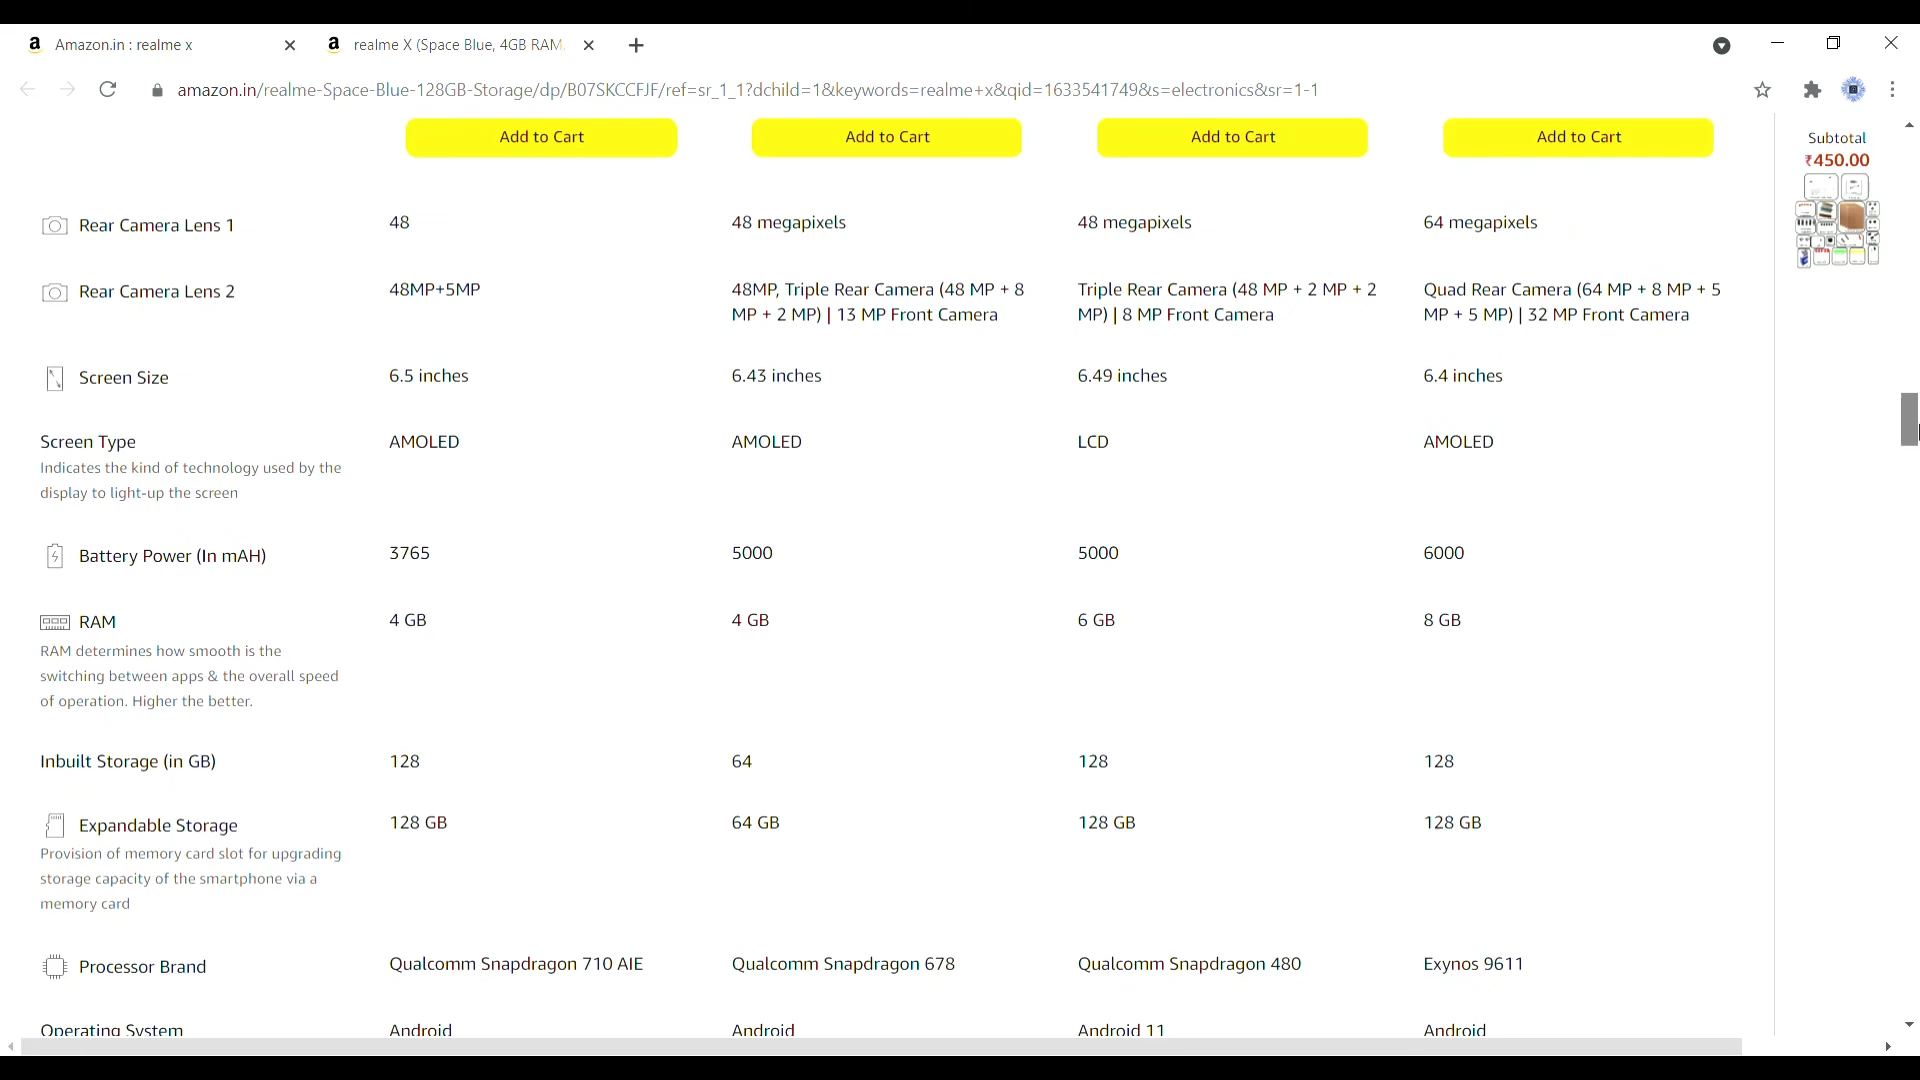 Amazon.in : realme x
realme X (Space Blue, 4GB RAM,
amazon.in/realme-Space-Blue-128GB-Storage/dp/B07SKCCFJF/ref=sr_1_1?dchild=1&keywords=realme+x&qid=1633541749&s=electronics&sr=1-1
Add to Cart Add to Cart Add to Cart Add to Cart
Subtotal
₹450.00
Rear Camera Lens 1 48 48 megapixels 48 megapixels 64 megapixels
Rear Camera Lens 2 48MP+5MP 48MP, Triple Rear Camera (48 MP + 8 Triple Rear Camera (48 MP + 2 MP + 2 Quad Rear Camera (64 MP + 8 MP + 5
MP + 2 MP) | 13 MP Front Camera MP) | 8 MP Front Camera MP + 5 MP) | 32 MP Front Camera
Screen Size 6.5 inches 6.43 inches 6.49 inches 6.4 inches
Screen Type AMOLED AMOLED LCD AMOLED
Indicates the kind of technology used by the
display to light-up the screen
Battery Power (In mAH) 3765 5000 5000 6000
RAM 4 GB 4 GB 6 GB 8 GB
RAM determines how smooth is the
switching between apps & the overall speed
of operation. Higher the better.
Inbuilt Storage (in GB) 128 64 128 128
Expandable Storage 128 GB 64 GB 128 GB 128 GB
Provision of memory card slot for upgrading
storage capacity of the smartphone via a
memory card
Processor Brand Qualcomm Snapdragon 710 AIE Qualcomm Snapdragon 678 Qualcomm Snapdragon 480 Exynos 9611
Operating System Android Android Android 11 Android